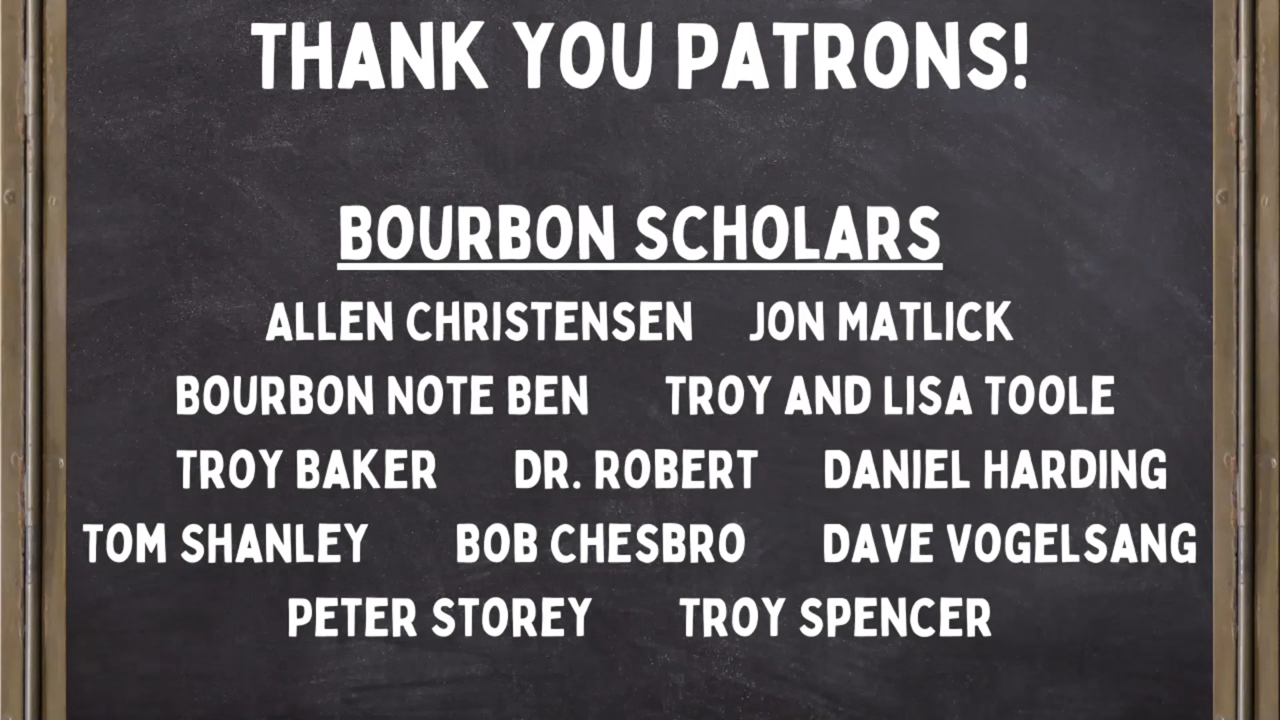 THANK YOU PATRONS!
BOURBON SCHOLARS
ALLEN CHRISTENSEN JON MATLICK
BOURBON NOTE BEN TROY AND LISA TOOLE
TROY BAKER DR. ROBERT DANIEL HARDING
TOM SHANLEY BOB CHESBRO DAVE VOGELSANG
PETER STOREY TROY SPENCER